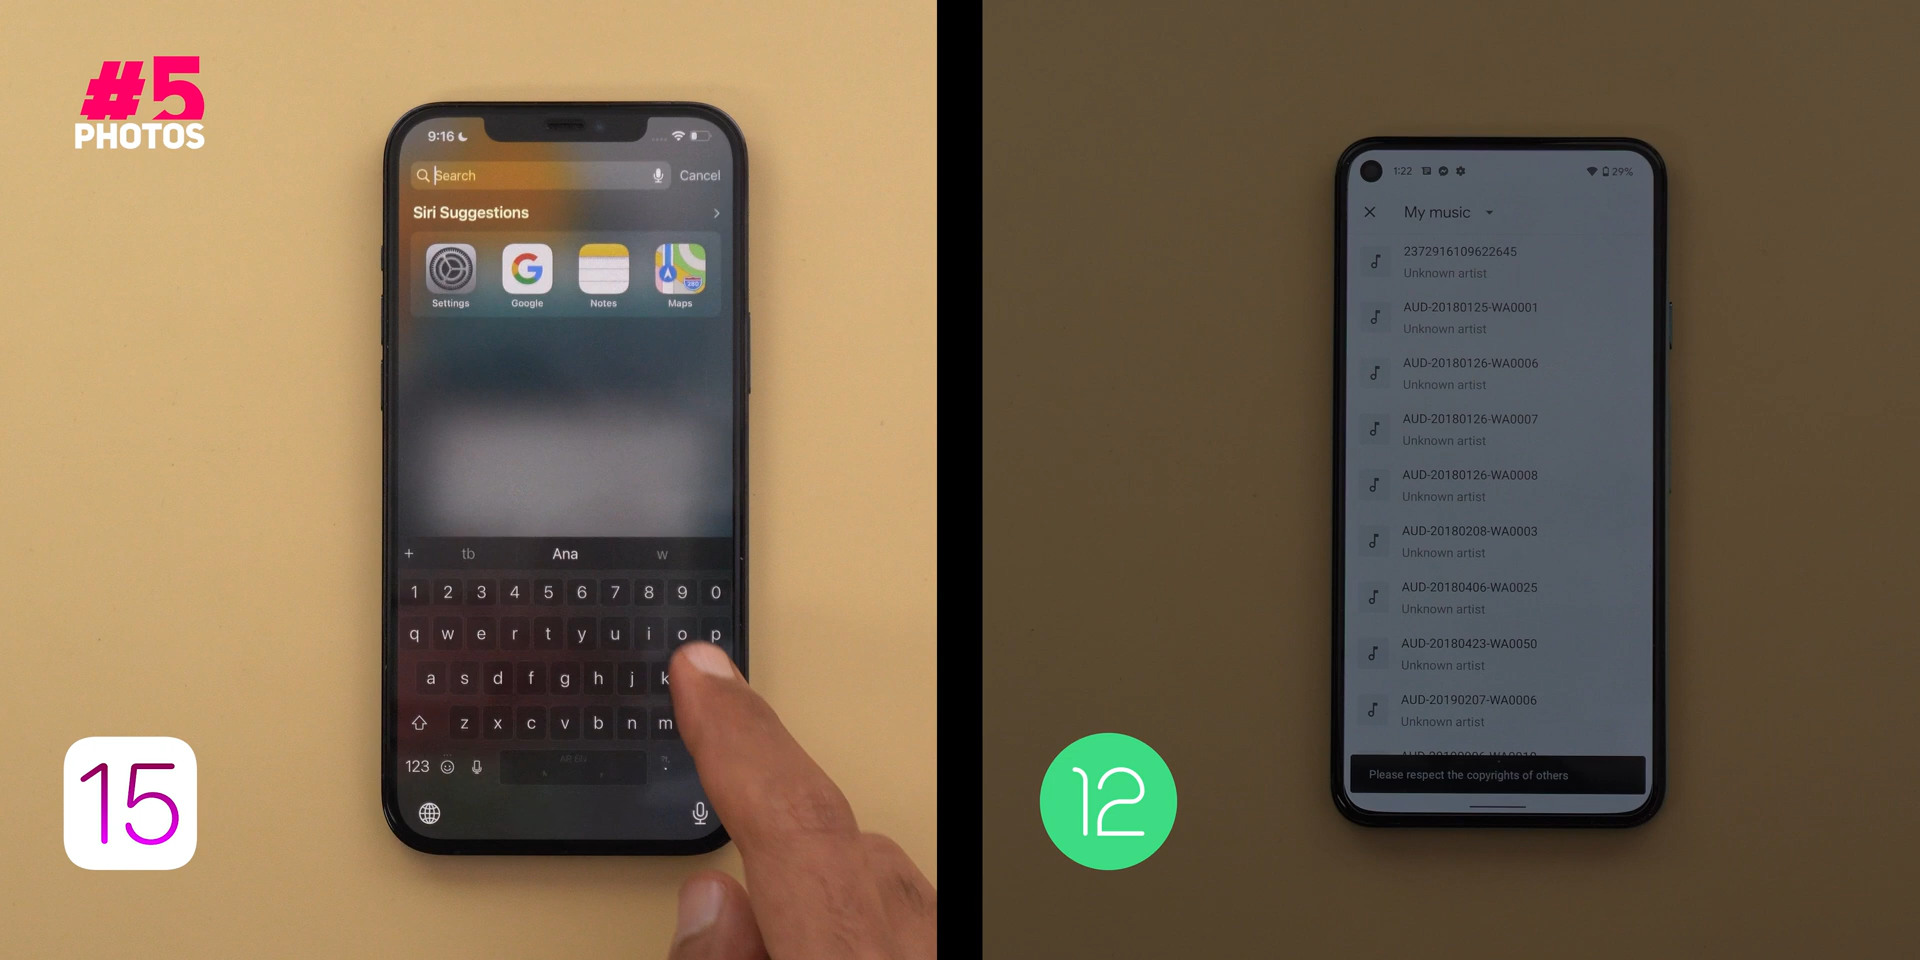 #5
PHOTOS
9:16
Search
Cancel
Siri Suggestions
Settings
Google
Notes
Maps
280
+ tb Ana w
1 2 3 4 5 6 7 8 9 0
q w e r t y u i o p
a s d f g h j k
z x c v b n m
123
AR EN
15
1:22
29%
My music
2372916109622645
Unknown artist
AUD-20180125-WA0001
Unknown artist
AUD-20180126-WA0006
Unknown artist
AUD-20180126-WA0007
Unknown artist
AUD-20180126-WA0008
Unknown artist
AUD-20180208-WA0003
Unknown artist
AUD-20180406-WA0025
Unknown artist
AUD-20180423-WA0050
Unknown artist
AUD-20190207-WA0006
Unknown artist
Please respect the copyrights of others
12